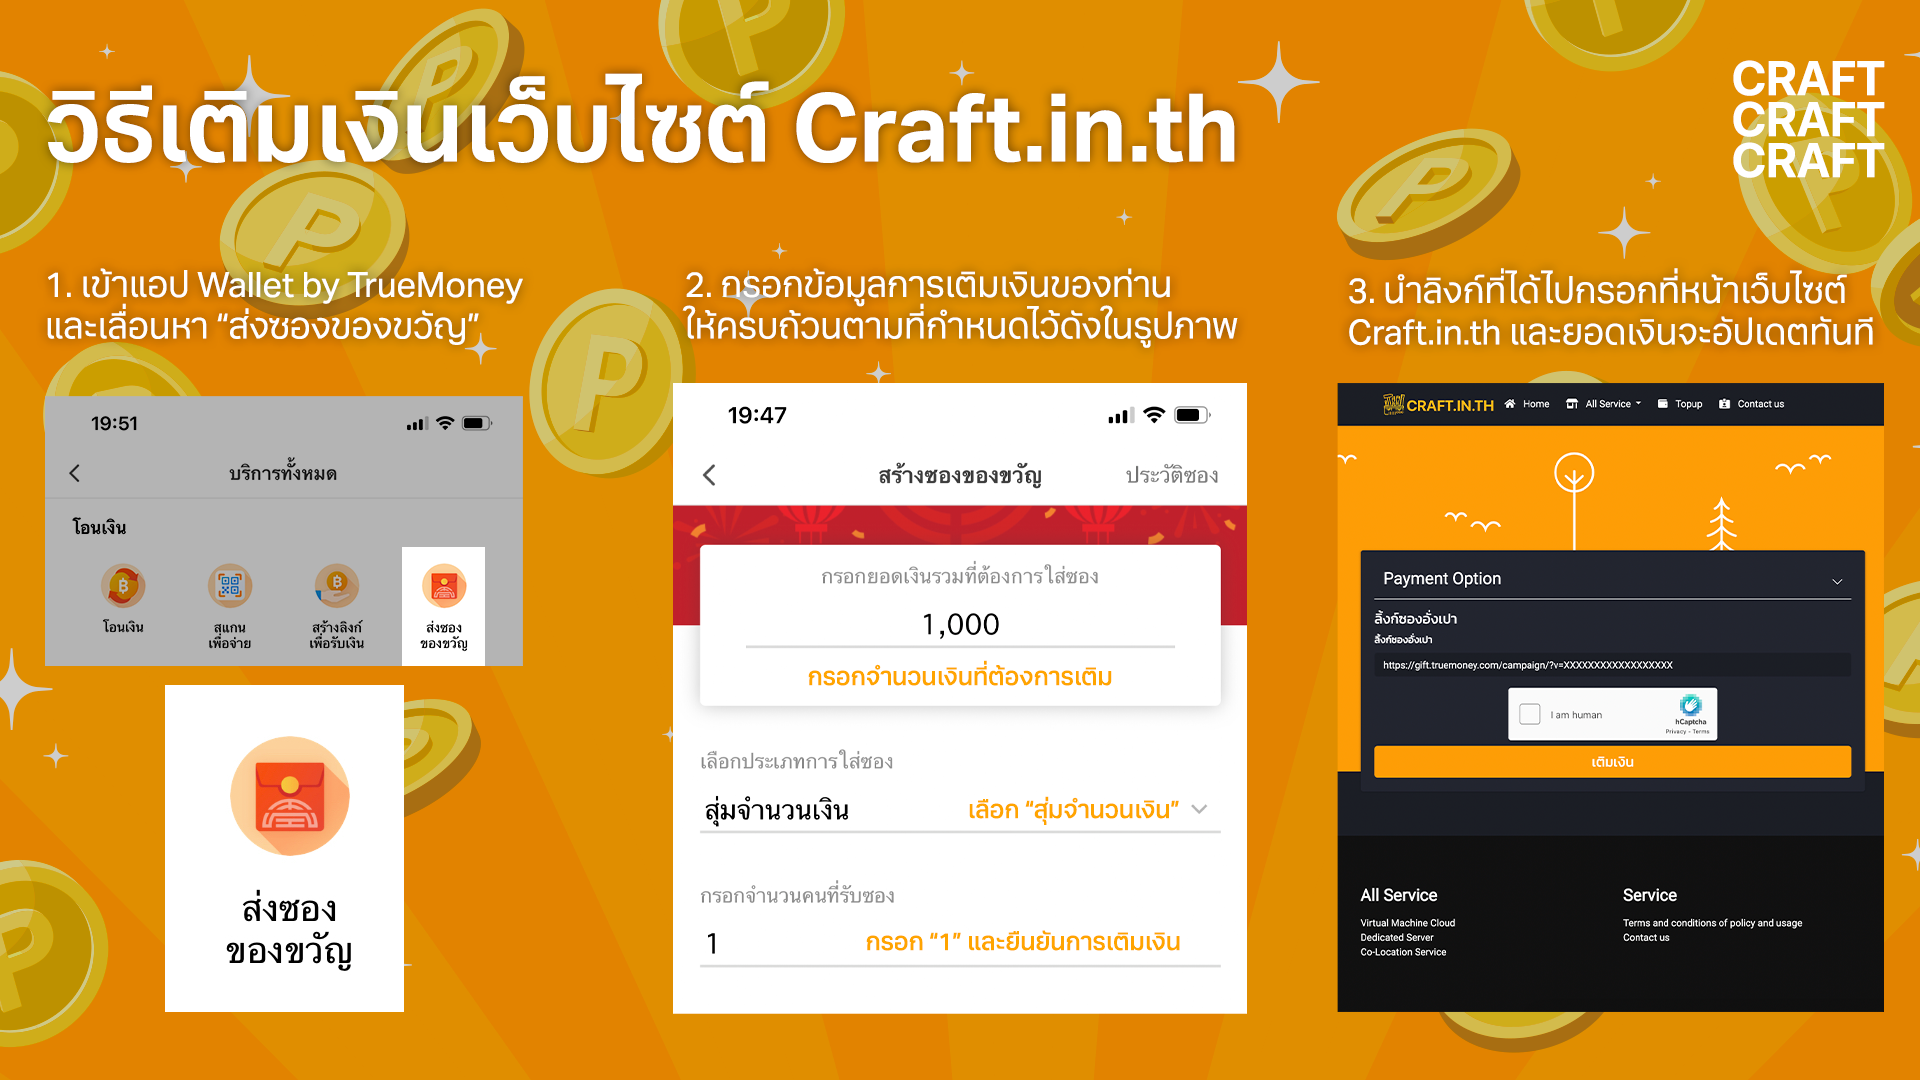 วิธีเติมเงินเว็บไซต์ Craft.in.th
CRAFT
CRAFT
CRAFT
1. เข้าแอป Wallet by TrueMoney
และเลื่อนหา “ส่งซองของขวัญ”
19:51
บริการทั้งหมด
โอนเงิน
โอนเงิน
สแกน
เพื่อจ่าย
สร้างลิงก์
เพื่อรับเงิน
ส่งซอง
ของขวัญ
ส่งซอง
ของขวัญ
2. กรอกข้อมูลการเติมเงินของท่าน
ให้ครบถ้วนตามที่กำหนดไว้ดังในรูปภาพ
19:47
สร้างซองของขวัญ
ประวัติซอง
กรอกยอดเงินรวมที่ต้องการใส่ซอง
1,000
กรอกจำนวนเงินที่ต้องการเติม
เลือกประเภทการใส่ซอง
สุ่มจำนวนเงิน
เลือก “สุ่มจำนวนเงิน”
กรอกจำนวนคนที่รับซอง
1
กรอก “1” และยืนยันการเติมเงิน
3. นำลิงก์ที่ได้ไปกรอกที่หน้าเว็บไซต์
Craft.in.th และยอดเงินจะอัปเดตทันที
CRAFT.IN.TH
Home
All Service
Topup
Contact us
Payment Option
ลิ้งก์ซองอั่งเปา
ลิ้งก์ซองอั่งเปา
https://gift.truemoney.com/campaign/?v=XXXXXXXXXXXXXXXXXX
I am human
hCaptcha
Privacy - Terms
เติมเงิน
All Service
Virtual Machine Cloud
Dedicated Server
Co-Location Service
Service
Terms and conditions of policy and usage
Contact us